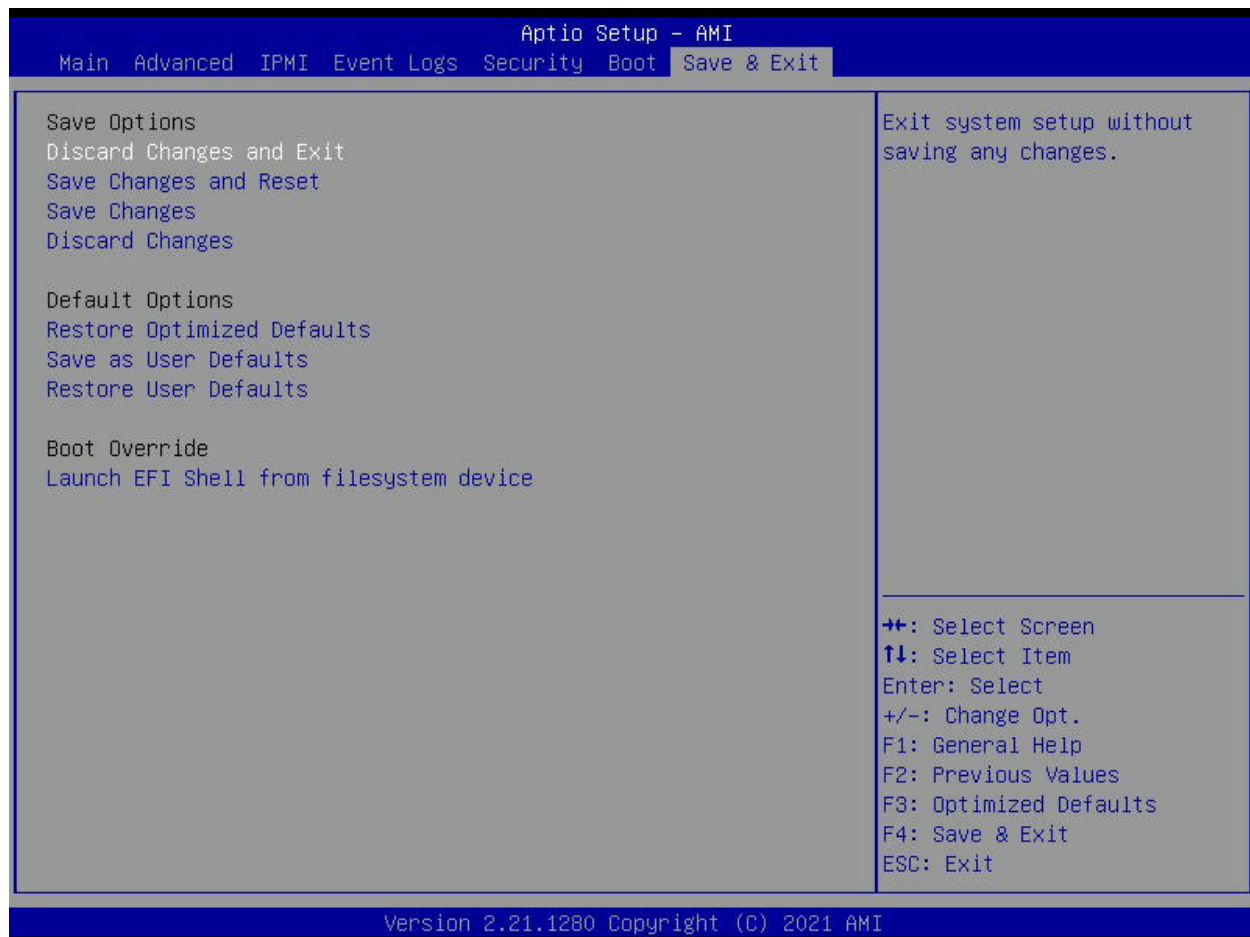 Aptio Setup – AMI
Main Advanced IPMI Event Logs Security Boot Save & Exit
Save Options
Discard Changes and Exit
Save Changes and Reset
Save Changes
Discard Changes
Default Options
Restore Optimized Defaults
Save as User Defaults
Restore User Defaults
Boot Override
Launch EFI Shell from filesystem device
Exit system setup without
saving any changes.
→←: Select Screen
↑↓: Select Item
Enter: Select
+/-: Change Opt.
F1: General Help
F2: Previous Values
F3: Optimized Defaults
F4: Save & Exit
ESC: Exit
Version 2.21.1280 Copyright (C) 2021 AMI